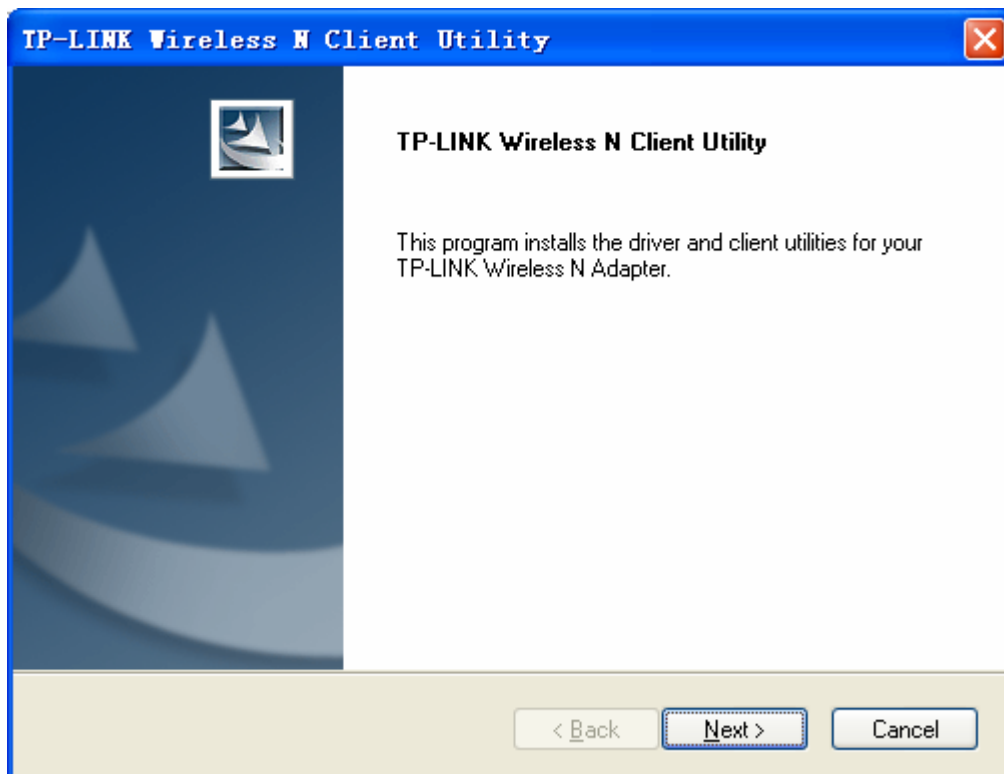 TP-LINK Wireless N Client Utility
TP-LINK Wireless N Client Utility
This program installs the driver and client utilities for your
TP-LINK Wireless N Adapter.
< Back
Next >
Cancel